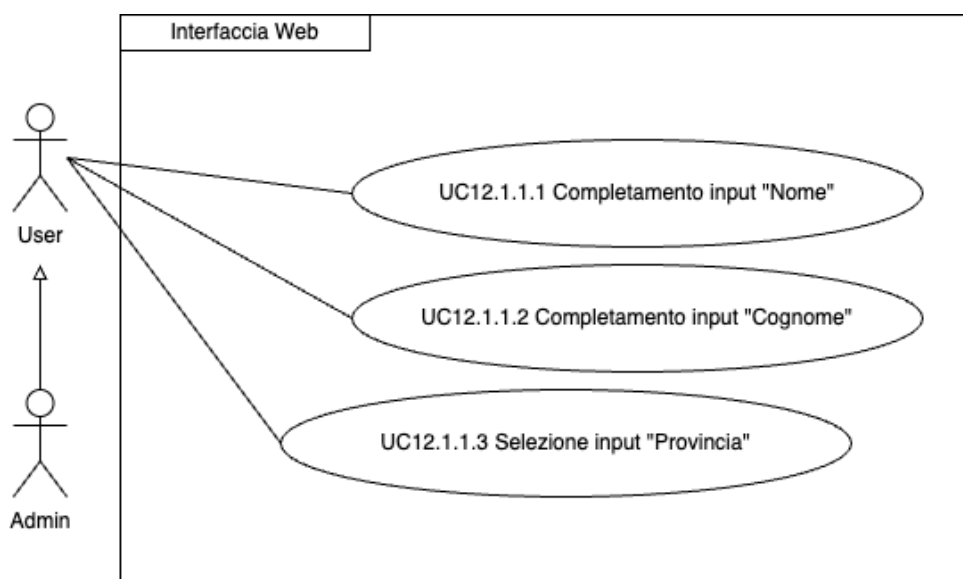 Interfaccia Web
UC12.1.1.1 Completamento input "Nome"
User
UC12.1.1.2 Completamento input "Cognome"
UC12.1.1.3 Selezione input "Provincia"
Admin